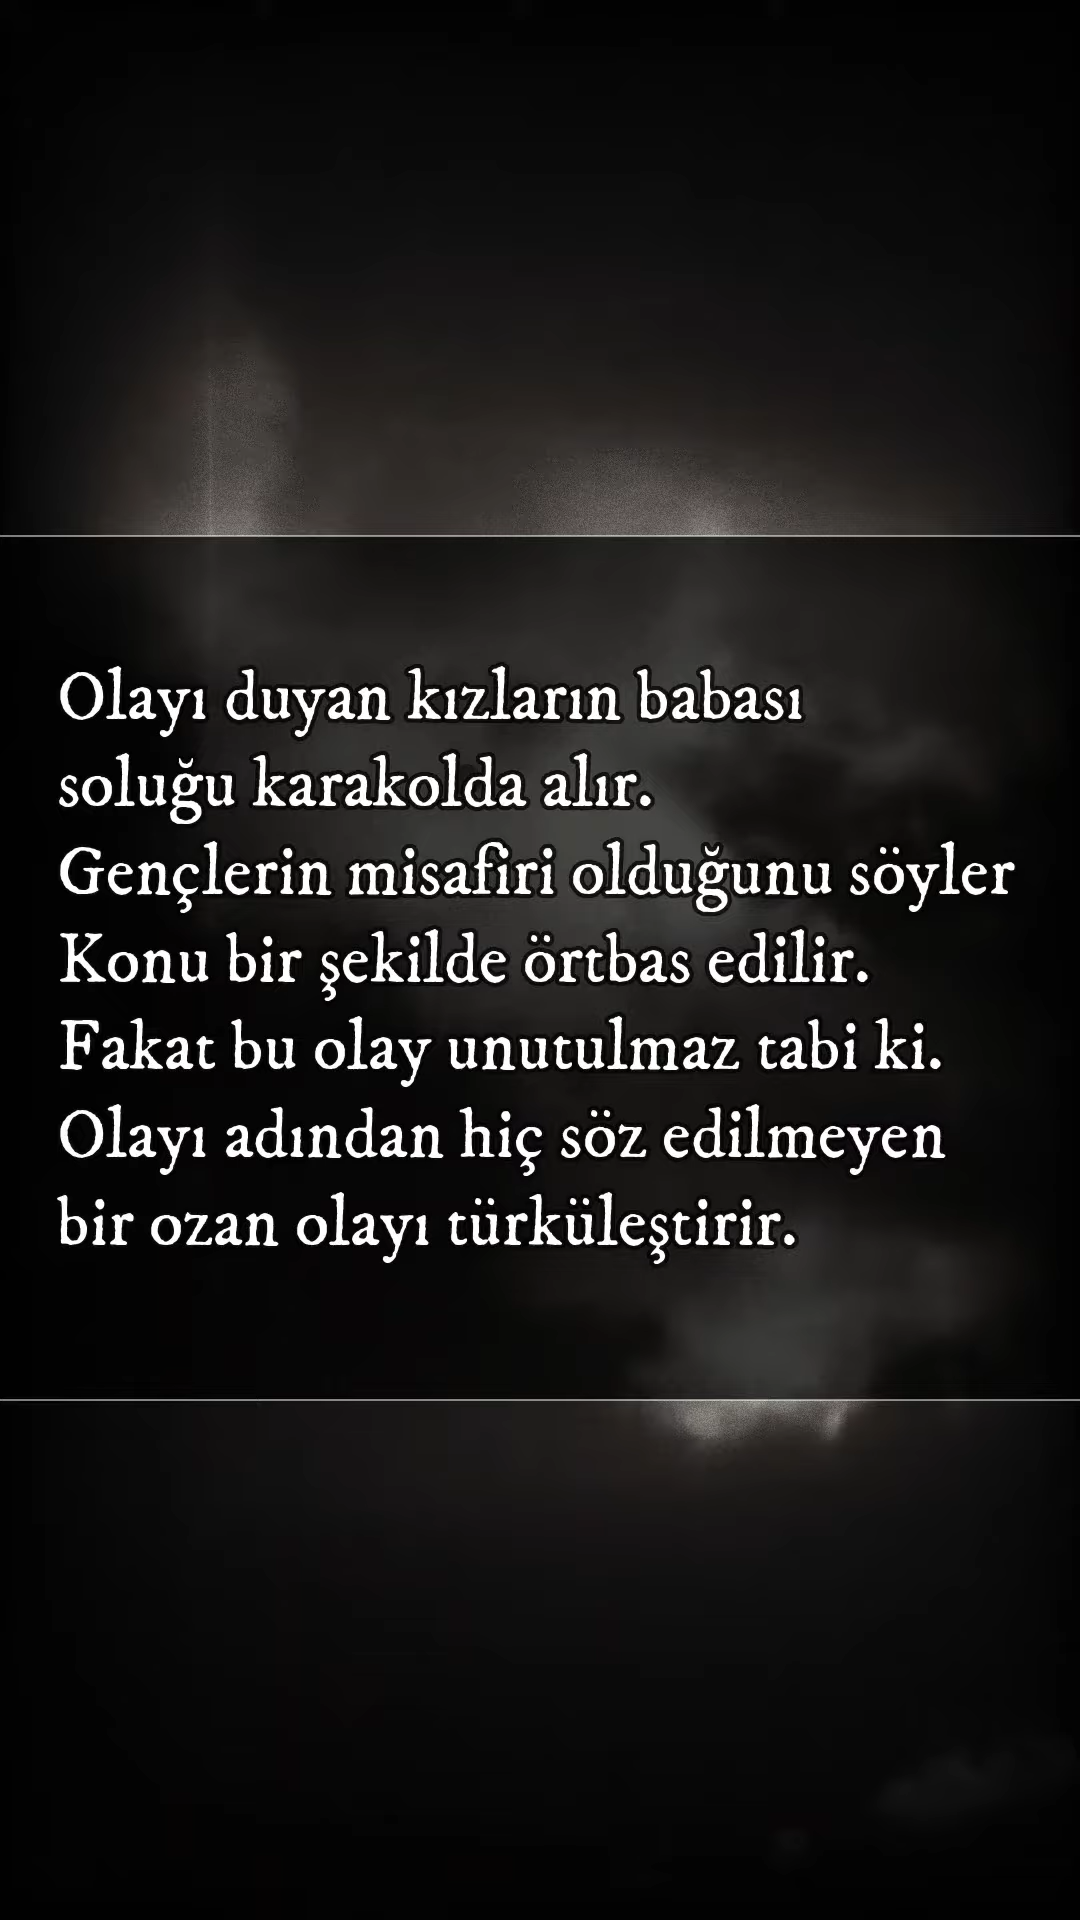 Olayı duyan kızların babası
soluğu karakolda alır.
Gençlerin misafiri olduğunu söyler
Konu bir şekilde örtbas edilir.
Fakat bu olay unutulmaz tabi ki.
Olayı adından hiç söz edilmeyen
bir ozan olayı türküleştirir.